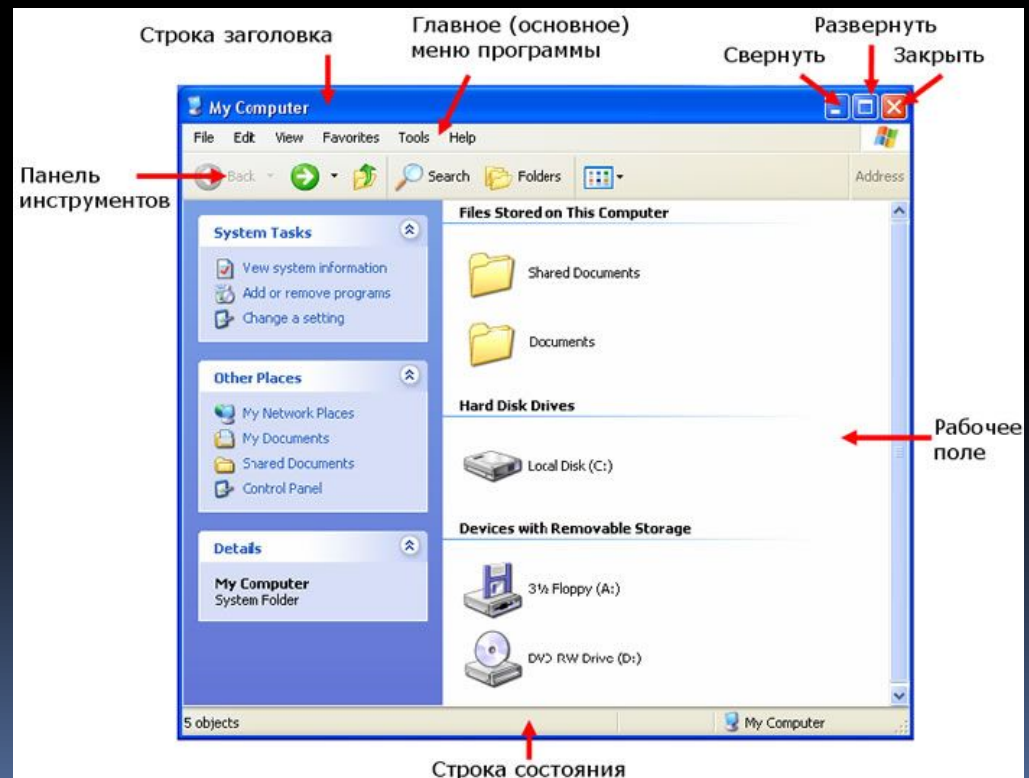 Строка заголовка
Главное (основное)
меню программы
Развернуть
Свернуть
Закрыть
My Computer
File Edit View Favorites Tools Help
Панель
инструментов
Back Search Folders Address
System Tasks
View system information
Add or remove programs
Change a setting
Other Places
My Network Places
My Documents
Shared Documents
Control Panel
Details
My Computer
System Folder
Files Stored on This Computer
Shared Documents
Documents
Hard Disk Drives
Local Disk (C:)
Devices with Removable Storage
3½ Floppy (A:)
DVD RW Drive (D:)
Рабочее
поле
5 objects My Computer
Строка состояния